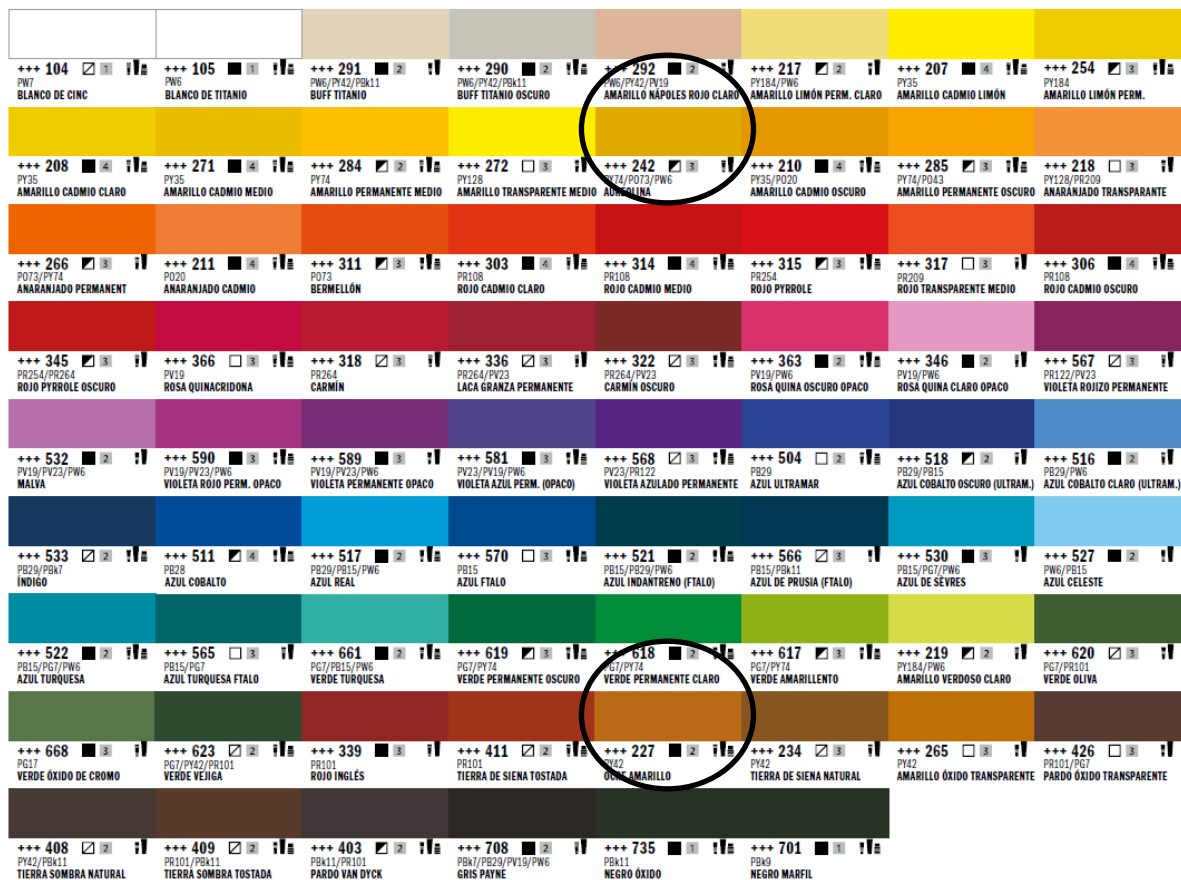 +++ 104 1 +++ 105 1 +++ 291 2 +++ 290 2 +++ 292 2 +++ 217 2 +++ 207 4 +++ 254 3
PW7 PW6 PW6/PY42/PBk11 PW6/PY42/PBk11 PW6/PY42/PV19 PY184/PW6 PY35 PY184
BLANCO DE CINC BLANCO DE TITANIO BUFF TITANIO BUFF TITANIO OSCURO AMARILLO NÁPOLES ROJO CLARO AMARILLO LIMÓN PERM. CLARO AMARILLO CADMIO LIMÓN AMARILLO LIMÓN PERM.
+++ 208 4 +++ 271 4 +++ 284 2 +++ 272 3 +++ 242 3 +++ 210 4 +++ 285 3 +++ 218 3
PY35 PY35 PY74 PY128 PY74/PO73/PW6 PY35/PO20 PY74/PO43 PY128/PR209
AMARILLO CADMIO CLARO AMARILLO CADMIO MEDIO AMARILLO PERMANENTE MEDIO AMARILLO TRANSPARENTE MEDIO AUREOLINA AMARILLO CADMIO OSCURO AMARILLO PERMANENTE OSCURO ANARANJADO TRANSPARANTE
+++ 266 3 +++ 211 4 +++ 311 3 +++ 303 4 +++ 314 4 +++ 315 3 +++ 317 3 +++ 306 4
PO73/PY74 PO20 PO73 PR108 PR108 PR254 PR209 PR108
ANARANJADO PERMANENT ANARANJADO CADMIO BERMELLÓN ROJO CADMIO CLARO ROJO CADMIO MEDIO ROJO PYRROLE ROJO TRANSPARENTE MEDIO ROJO CADMIO OSCURO
+++ 345 3 +++ 366 3 +++ 318 3 +++ 336 3 +++ 322 3 +++ 363 2 +++ 346 2 +++ 567 3
PR254/PR264 PV19 PR264 PR264/PV23 PR264/PV23 PV19/PW6 PV19/PW6 PR122/PV23
ROJO PYRROLE OSCURO ROSA QUINACRIDONA CARMÍN LACA GRANZA PERMANENTE CARMÍN OSCURO ROSA QUINA OSCURO OPACO ROSA QUINA CLARO OPACO VIOLETA ROJIZO PERMANENTE
+++ 532 2 +++ 590 3 +++ 589 3 +++ 581 3 +++ 568 3 +++ 504 2 +++ 518 2 +++ 516 2
PV19/PV23/PW6 PV19/PV23/PW6 PV19/PV23/PW6 PV23/PV19/PW6 PV23/PR122 PB29 PB29/PB15 PB29/PW6
MALVA VIOLETA ROJO PERM. OPACO VIOLETA PERMANENTE OPACO VIOLETA AZUL PERM. (OPACO) VIOLETA AZULADO PERMANENTE AZUL ULTRAMAR AZUL COBALTO OSCURO (ULTRAM.) AZUL COBALTO CLARO (ULTRAM.)
+++ 533 2 +++ 511 4 +++ 517 2 +++ 570 3 +++ 521 2 +++ 566 3 +++ 530 3 +++ 527 2
PB29/PBk7 PB28 PB29/PB15/PW6 PB15 PB15/PB29/PW6 PB15/PBk11 PB15/PG7/PW6 PW6/PB15
ÍNDIGO AZUL COBALTO AZUL REAL AZUL FTALO AZUL INDANTRENO (FTALO) AZUL DE PRUSIA (FTALO) AZUL DE SÈVRES AZUL CELESTE
+++ 522 2 +++ 565 3 +++ 661 2 +++ 619 3 +++ 618 2 +++ 617 3 +++ 219 2 +++ 620 3
PB15/PG7/PW6 PB15/PG7 PG7/PB15/PW6 PG7/PY74 PG7/PY74 PG7/PY74 PY184/PW6 PG7/PR101
AZUL TURQUESA AZUL TURQUESA FTALO VERDE TURQUESA VERDE PERMANENTE OSCURO VERDE PERMANENTE CLARO VERDE AMARILLENTO AMARILLO VERDOSO CLARO VERDE OLIVA
+++ 668 3 +++ 623 2 +++ 339 3 +++ 411 2 +++ 227 2 +++ 234 3 +++ 265 3 +++ 426 3
PG17 PG7/PY42/PR101 PR101 PR101 PY42 PY42 PY42 PR101/PG7
VERDE ÓXIDO DE CROMO VERDE VEJIGA ROJO INGLÉS TIERRA DE SIENA TOSTADA OCRE AMARILLO TIERRA DE SIENA NATURAL AMARILLO ÓXIDO TRANSPARENTE PARDO ÓXIDO TRANSPARENTE
+++ 408 2 +++ 409 2 +++ 403 2 +++ 708 2 +++ 735 1 +++ 701 1
PY42/PBk11 PR101/PBk11 PBk11/PR101 PBk7/PB29/PV19/PW6 PBk11 PBk9
TIERRA SOMBRA NATURAL TIERRA SOMBRA TOSTADA PARDO VAN DYCK GRIS PAYNE NEGRO ÓXIDO NEGRO MARFIL